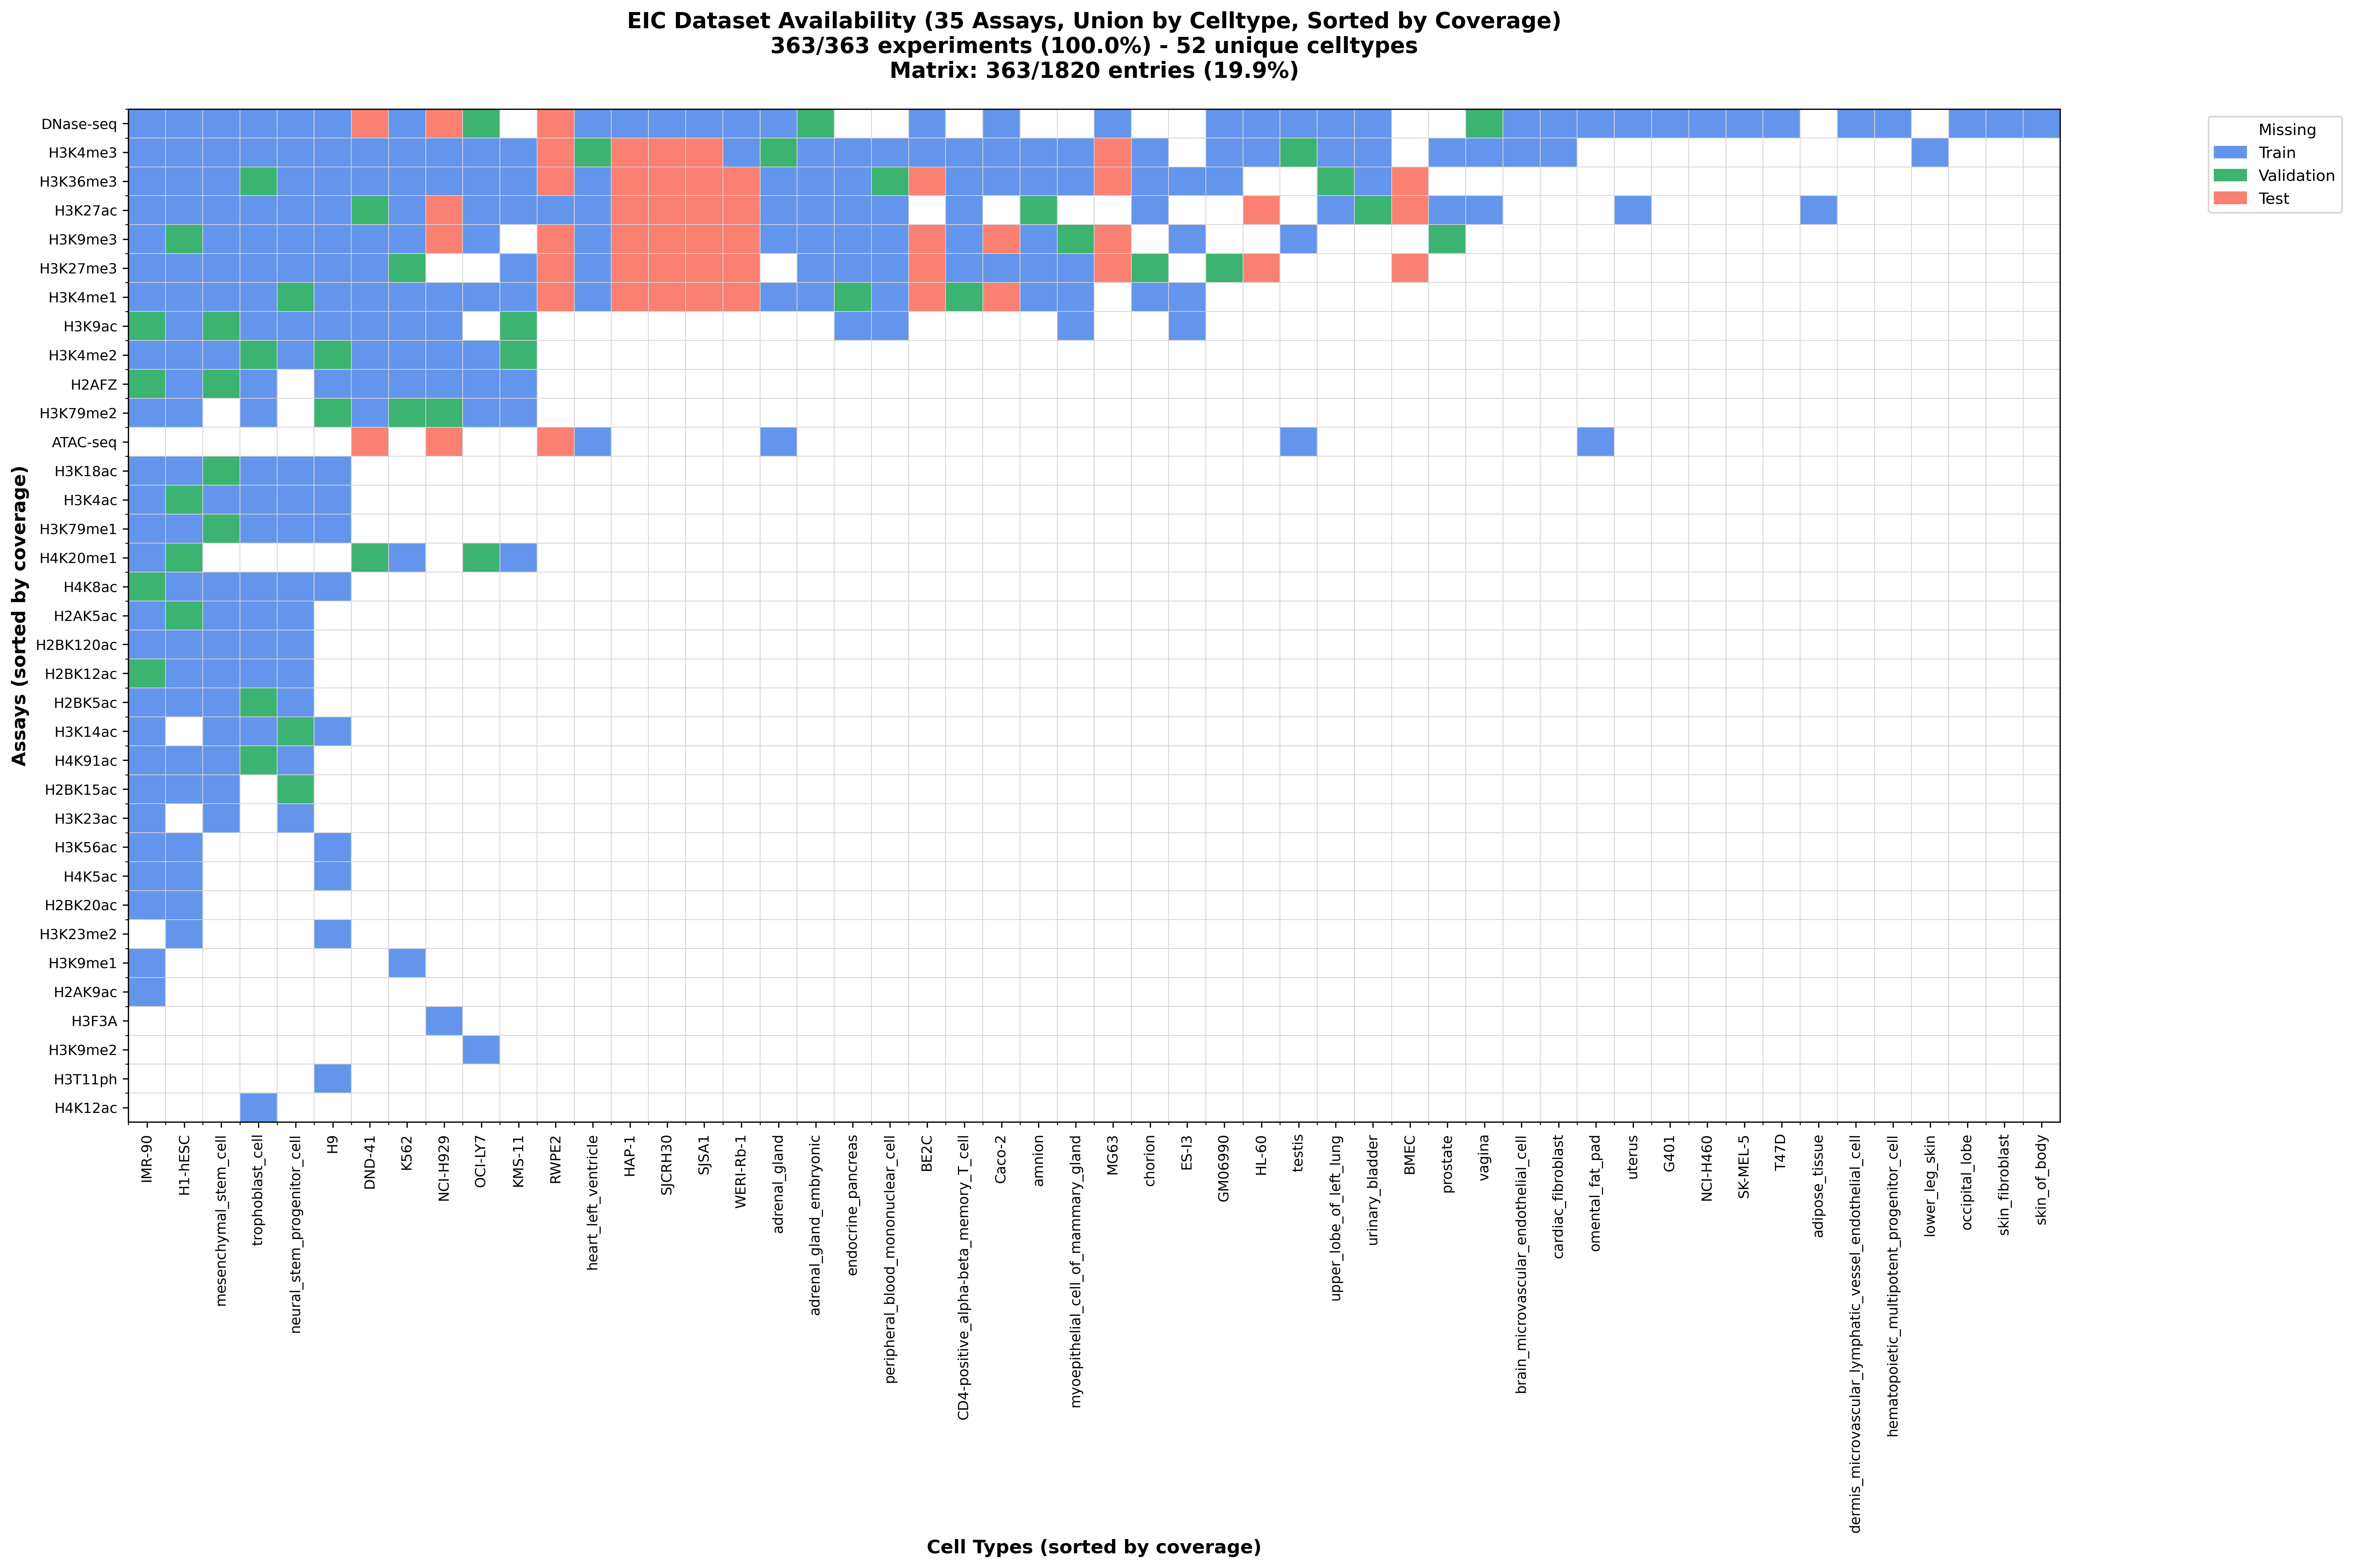 EIC Dataset Availability (35 Assays, Union by Celltype, Sorted by Coverage)
363/363 experiments (100.0%) - 52 unique celltypes
Matrix: 363/1820 entries (19.9%)
Missing
Train
Validation
Test
Assays (sorted by coverage)
DNase-seq
H3K4me3
H3K36me3
H3K27ac
H3K9me3
H3K27me3
H3K4me1
H3K9ac
H3K4me2
H2AFZ
H3K79me2
ATAC-seq
H3K18ac
H3K4ac
H3K79me1
H4K20me1
H4K8ac
H2AK5ac
H2BK120ac
H2BK12ac
H2BK5ac
H3K14ac
H4K91ac
H2BK15ac
H3K23ac
H3K56ac
H4K5ac
H2BK20ac
H3K23me2
H3K9me1
H2AK9ac
H3F3A
H3K9me2
H3T11ph
H4K12ac
IMR-90
H1-hESC
mesenchymal_stem_cell
trophoblast_cell
neural_stem_progenitor_cell
H9
DND-41
K562
NCI-H929
OCI-LY7
KMS-11
RWPE2
heart_left_ventricle
HAP-1
SJCRH30
SJSA1
WERI-Rb-1
adrenal_gland
adrenal_gland_embryonic
endocrine_pancreas
peripheral_blood_mononuclear_cell
BE2C
CD4-positive_alpha-beta_memory_T_cell
Caco-2
amnion
myoepithelial_cell_of_mammary_gland
MG63
chorion
ES-I3
GM06990
HL-60
testis
upper_lobe_of_left_lung
urinary_bladder
BMEC
prostate
vagina
brain_microvascular_endothelial_cell
cardiac_fibroblast
omental_fat_pad
uterus
G401
NCI-H460
SK-MEL-5
T47D
adipose_tissue
dermis_microvascular_lymphatic_vessel_endothelial_cell
hematopoietic_multipotent_progenitor_cell
lower_leg_skin
occipital_lobe
skin_fibroblast
skin_of_body
Cell Types (sorted by coverage)